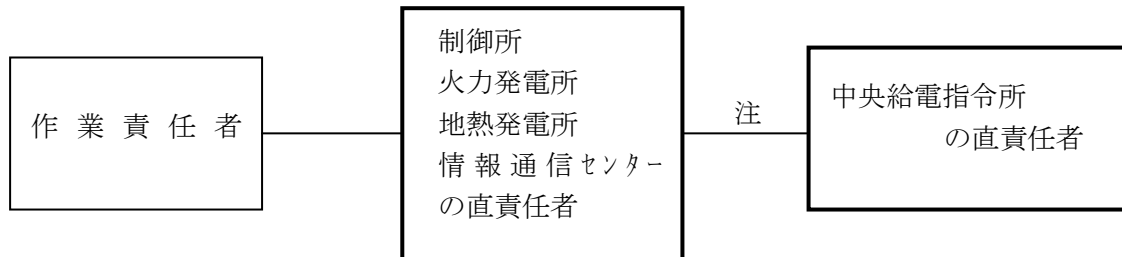 作業責任者
制御所
火力発電所
地熱発電所
情報通信ｾﾝﾀｰ
の直責任者
注
中央給電指令所
の直責任者